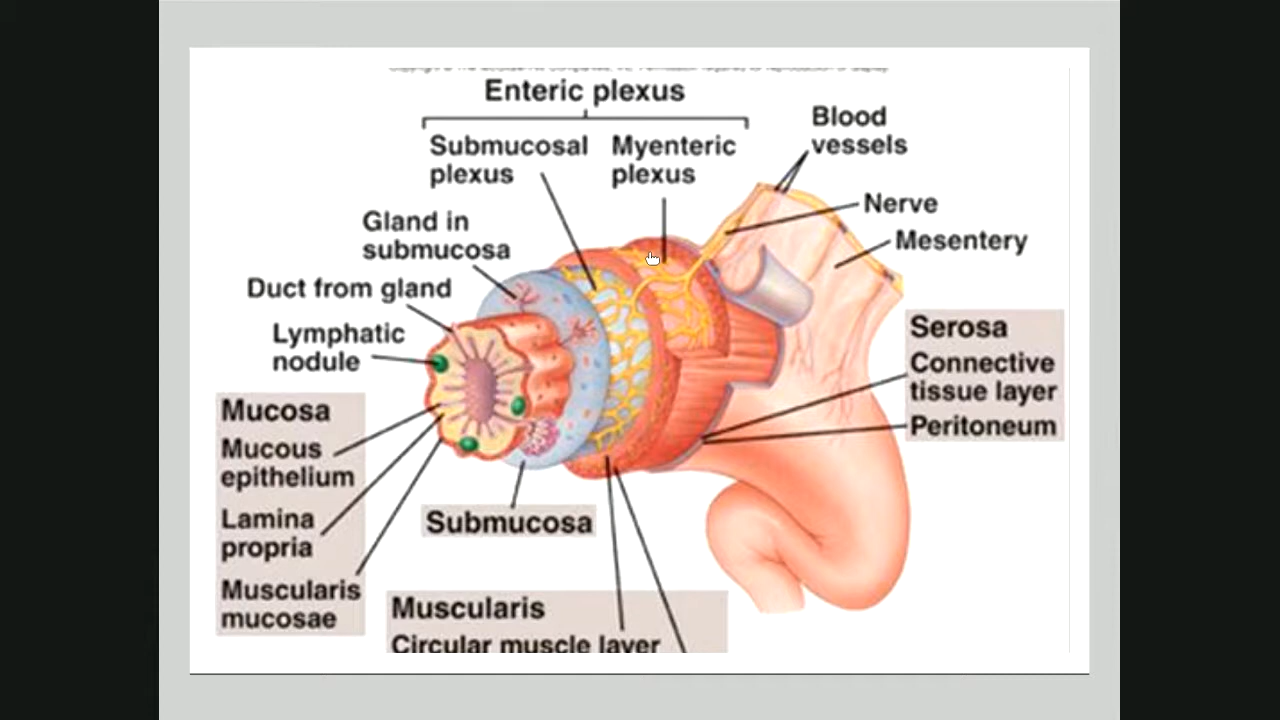 Enteric plexus
Submucosal
plexus
Myenteric
plexus
Blood
vessels
Nerve
Mesentery
Gland in
submucosa
Duct from gland
Lymphatic
nodule
Serosa
Connective
tissue layer
Peritoneum
Mucosa
Mucous
epithelium
Lamina
propria
Muscularis
mucosae
Submucosa
Muscularis
Circular muscle layer